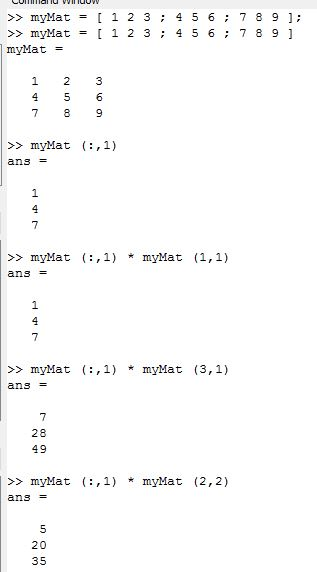 Command Window
>> myMat = [ 1 2 3 ; 4 5 6 ; 7 8 9 ];
>> myMat = [ 1 2 3 ; 4 5 6 ; 7 8 9 ]
myMat =
1 2 3
4 5 6
7 8 9
>> myMat (:,1)
ans =
1
4
7
>> myMat (:,1) * myMat (1,1)
ans =
1
4
7
>> myMat (:,1) * myMat (3,1)
ans =
7
28
49
>> myMat (:,1) * myMat (2,2)
ans =
5
20
35